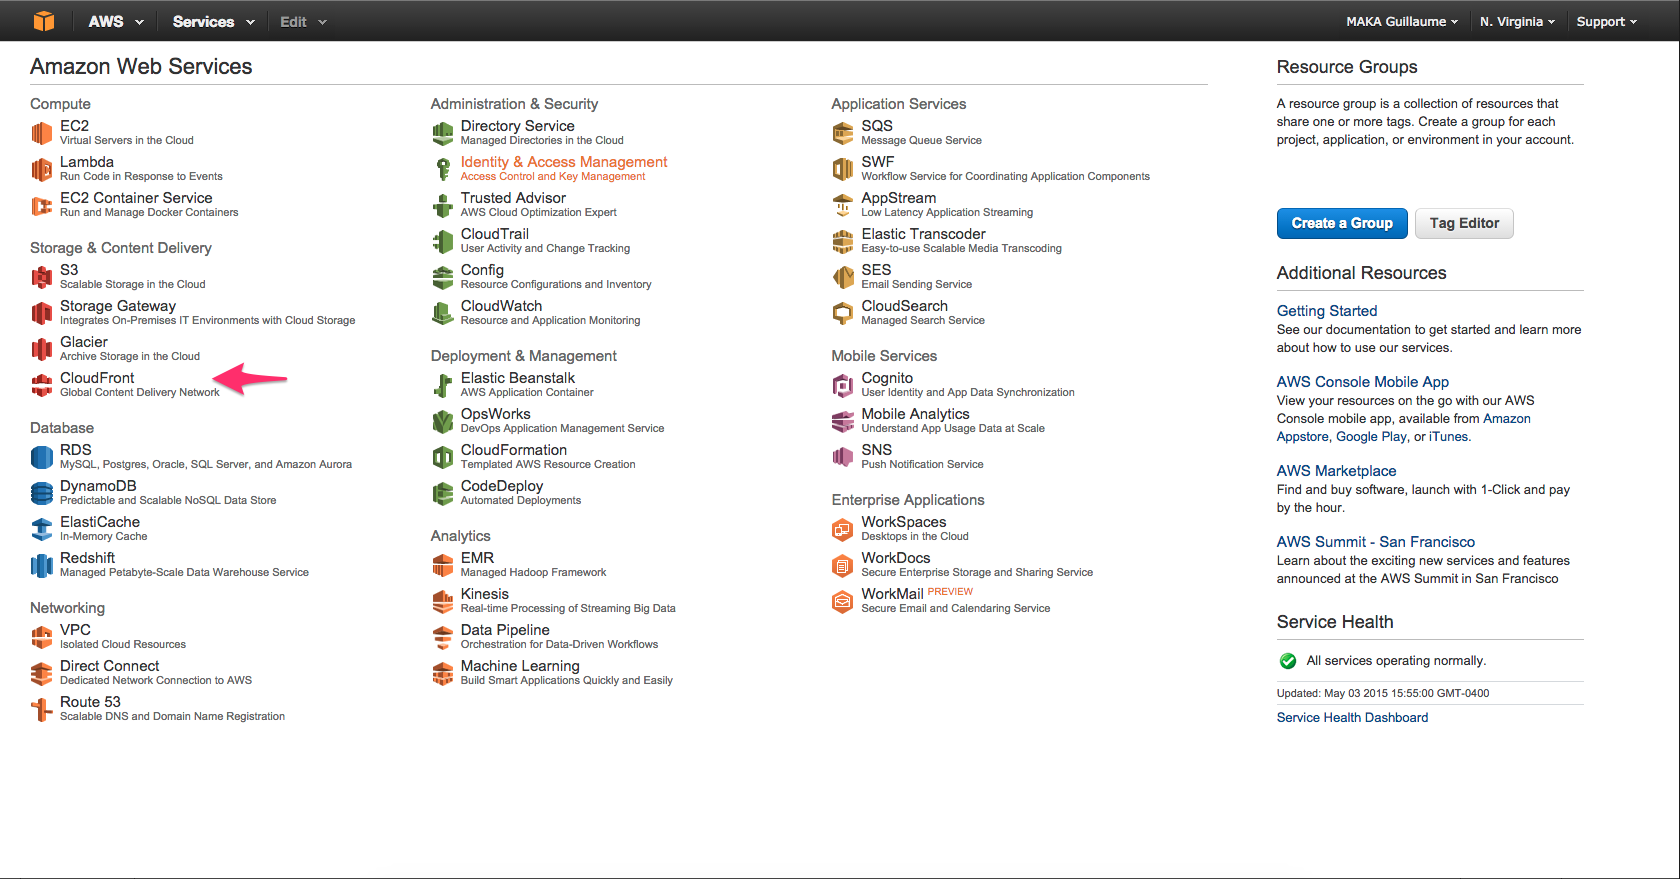 AWS Services Edit MAKA Guillaume N. Virginia Support
Amazon Web Services
Compute
EC2
Virtual Servers in the Cloud
Lambda
Run Code in Response to Events
EC2 Container Service
Run and Manage Docker Containers
Storage & Content Delivery
S3
Scalable Storage in the Cloud
Storage Gateway
Integrates On-Premises IT Environments with Cloud Storage
Glacier
Archive Storage in the Cloud
CloudFront
Global Content Delivery Network
Database
RDS
MySQL, Postgres, Oracle, SQL Server, and Amazon Aurora
DynamoDB
Predictable and Scalable NoSQL Data Store
ElastiCache
In-Memory Cache
Redshift
Managed Petabyte-Scale Data Warehouse Service
Networking
VPC
Isolated Cloud Resources
Direct Connect
Dedicated Network Connection to AWS
Route 53
Scalable DNS and Domain Name Registration
Administration & Security
Directory Service
Managed Directories in the Cloud
Identity & Access Management
Access Control and Key Management
Trusted Advisor
AWS Cloud Optimization Expert
CloudTrail
User Activity and Change Tracking
Config
Resource Configurations and Inventory
CloudWatch
Resource and Application Monitoring
Deployment & Management
Elastic Beanstalk
AWS Application Container
OpsWorks
DevOps Application Management Service
CloudFormation
Templated AWS Resource Creation
CodeDeploy
Automated Deployments
Analytics
EMR
Managed Hadoop Framework
Kinesis
Real-time Processing of Streaming Big Data
Data Pipeline
Orchestration for Data-Driven Workflows
Machine Learning
Build Smart Applications Quickly and Easily
Application Services
SQS
Message Queue Service
SWF
Workflow Service for Coordinating Application Components
AppStream
Low Latency Application Streaming
Elastic Transcoder
Easy-to-use Scalable Media Transcoding
SES
Email Sending Service
CloudSearch
Managed Search Service
Mobile Services
Cognito
User Identity and App Data Synchronization
Mobile Analytics
Understand App Usage Data at Scale
SNS
Push Notification Service
Enterprise Applications
WorkSpaces
Desktops in the Cloud
WorkDocs
Secure Enterprise Storage and Sharing Service
WorkMail PREVIEW
Secure Email and Calendaring Service
Resource Groups
A resource group is a collection of resources that
share one or more tags. Create a group for each
project, application, or environment in your account.
Create a Group Tag Editor
Additional Resources
Getting Started
See our documentation to get started and learn more
about how to use our services.
AWS Console Mobile App
View your resources on the go with our AWS
Console mobile app, available from Amazon
Appstore, Google Play, or iTunes.
AWS Marketplace
Find and buy software, launch with 1-Click and pay
by the hour.
AWS Summit - San Francisco
Learn about the exciting new services and features
announced at the AWS Summit in San Francisco
Service Health
All services operating normally.
Updated: May 03 2015 15:55:00 GMT-0400
Service Health Dashboard